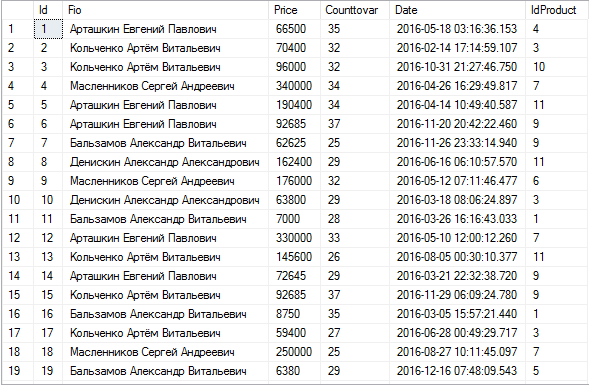 Id Fio Price Counttovar Date IdProduct
1 1 Арташкин Евгений Павлович 66500 35 2016-05-18 03:16:36.153 4
2 2 Кольченко Артём Витальевич 70400 32 2016-02-14 17:14:59.107 3
3 3 Кольченко Артём Витальевич 96000 32 2016-10-31 21:27:46.750 10
4 4 Масленников Сергей Андреевич 340000 34 2016-04-26 16:29:49.817 7
5 5 Арташкин Евгений Павлович 190400 34 2016-04-14 10:49:40.587 11
6 6 Арташкин Евгений Павлович 92685 37 2016-11-20 20:42:22.460 9
7 7 Бальзамов Александр Витальевич 62625 25 2016-11-26 23:33:14.940 9
8 8 Денискин Александр Александрович 162400 29 2016-06-16 06:10:57.570 11
9 9 Масленников Сергей Андреевич 176000 32 2016-05-12 07:11:46.477 6
10 10 Денискин Александр Александрович 63800 29 2016-03-18 08:06:24.897 3
11 11 Бальзамов Александр Витальевич 7000 28 2016-03-26 16:16:43.033 1
12 12 Арташкин Евгений Павлович 330000 33 2016-05-10 12:00:12.260 7
13 13 Кольченко Артём Витальевич 145600 26 2016-08-05 00:30:10.377 11
14 14 Арташкин Евгений Павлович 72645 29 2016-03-21 22:32:38.720 9
15 15 Кольченко Артём Витальевич 92685 37 2016-11-29 06:09:24.780 9
16 16 Бальзамов Александр Витальевич 8750 35 2016-03-05 15:57:21.440 1
17 17 Кольченко Артём Витальевич 59400 27 2016-06-28 00:49:29.717 3
18 18 Масленников Сергей Андреевич 250000 25 2016-08-27 10:11:45.097 7
19 19 Бальзамов Александр Витальевич 6380 29 2016-12-16 07:48:09.543 5